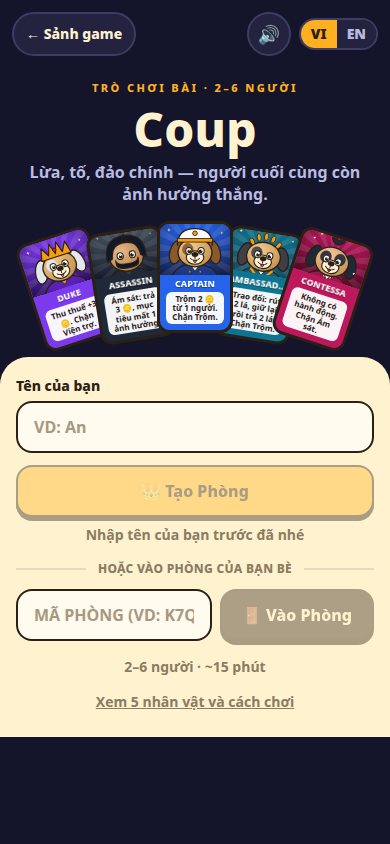 ← Sảnh game
VI EN
TRÒ CHƠI BÀI · 2–6 NGƯỜI
Coup
Lừa, tố, đảo chính — người cuối cùng còn
ảnh hưởng thắng.
DUKE
Thu thuế +3
🪙. Chặn
Viện trợ.
ASSASSIN
Ám sát: trả
3 🪙, mục
tiêu mất 1
ảnh hưởng
CAPTAIN
Trộm 2 🪙
từ 1 người.
Chặn Trộm.
AMBASSAD..
Trao đổi: rút
2 lá, giữ lại
rồi trả 2 lá.
Chặn Trộm.
CONTESSA
Không có
hành động.
Chặn Ám
sát.
Tên của bạn
VD: An
👑 Tạo Phòng
Nhập tên của bạn trước đã nhé
HOẶC VÀO PHÒNG CỦA BẠN BÈ
MÃ PHÒNG (VD: K7Q
🚪 Vào Phòng
2–6 người · ~15 phút
Xem 5 nhân vật và cách chơi